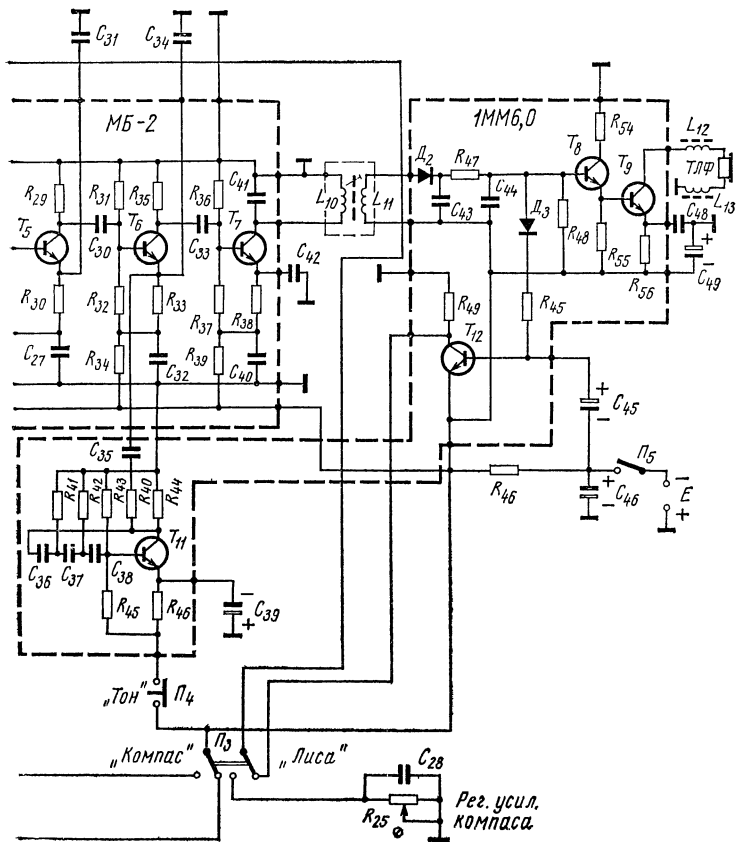 C31
C34
МБ-2
1ММ6,0
R54
L12
T8
T9
ТЛФ
L13
Д2
R47
C44
C43
Д3
R48
R55
R56
C48
+
-
C49
R29
R31
R35
R36
C41
L10
L11
T5
T6
T7
C30
C33
C42
R30
R32
R33
R37
R38
R49
R45
T12
C27
R34
C32
R39
C40
+
C45
-
C35
П5
R46
+
C46
-
-
E
+
R41
R42
R43
R40
R44
T11
C36
C37
C38
R45
R46
-
C39
+
„Тон"
П4
П3
„Компас"
„Лиса"
C28
R25
Рег. усил.
компаса